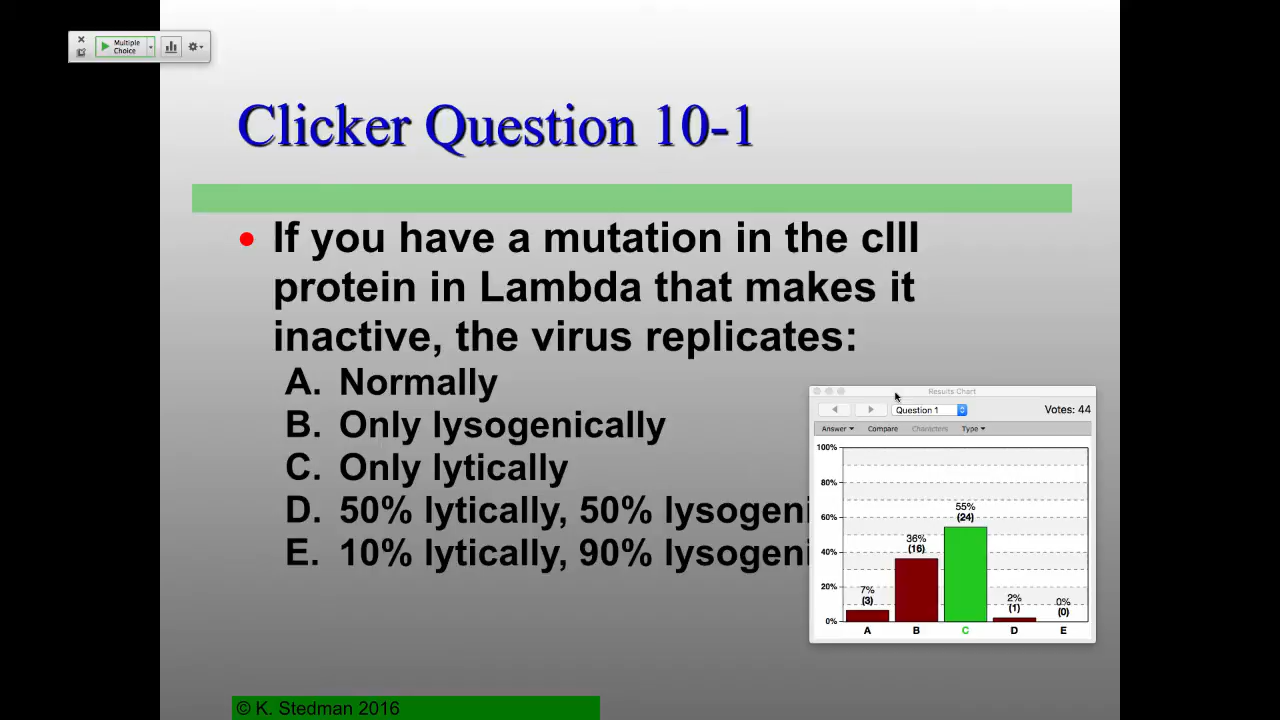 Multiple
Choice
Clicker Question 10-1
• If you have a mutation in the cIII
protein in Lambda that makes it
inactive, the virus replicates:
A. Normally
B. Only lysogenically
C. Only lytically
D. 50% lytically, 50% lysogeni
E. 10% lytically, 90% lysogeni
Results Chart
Question 1
Votes: 44
Answer Compare Characters Type
100%
80%
60%
40%
20%
0%
7%
(3)
36%
(16)
55%
(24)
2%
(1)
0%
(0)
A B C D E
© K. Stedman 2016